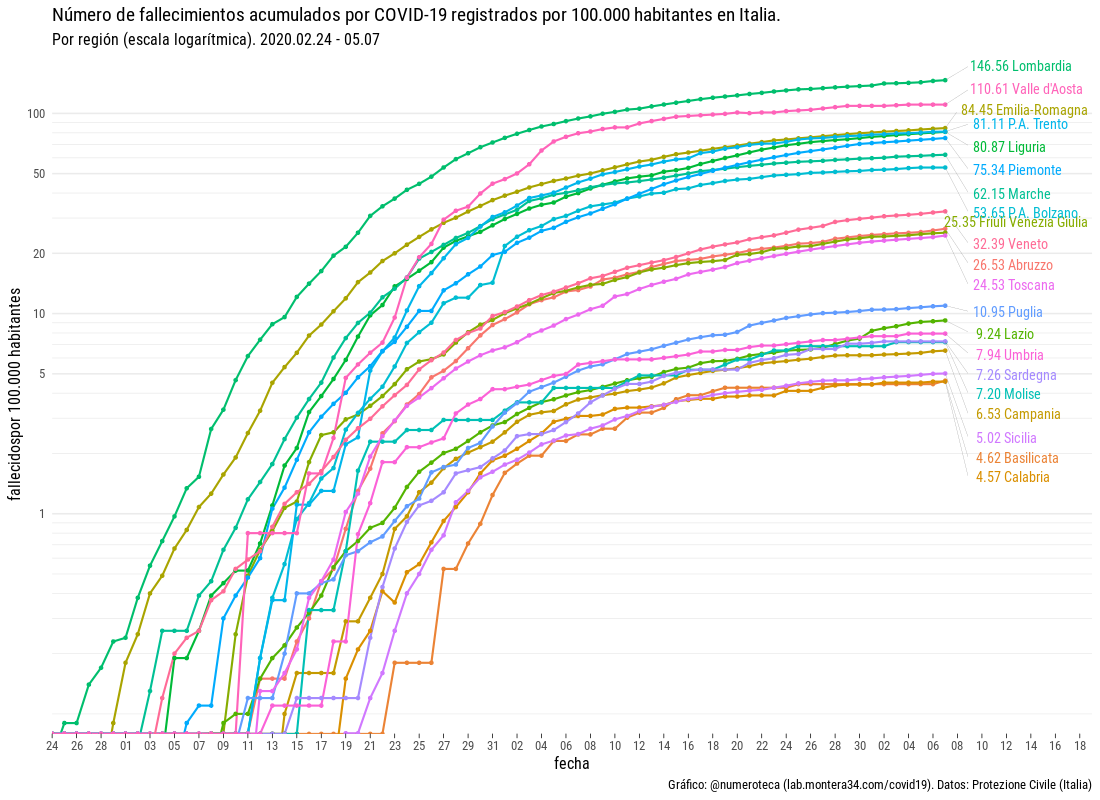 Número de fallecimientos acumulados por COVID-19 registrados por 100.000 habitantes en Italia.
Por región (escala logarítmica). 2020.02.24 - 05.07
146.56 Lombardia
110.61 Valle d'Aosta
84.45 Emilia-Romagna
81.11 P.A. Trento
80.87 Liguria
75.34 Piemonte
62.15 Marche
53.65 P.A. Bolzano
25.35 Friuli Venezia Giulia
32.39 Veneto
26.53 Abruzzo
24.53 Toscana
10.95 Puglia
9.24 Lazio
7.94 Umbria
7.26 Sardegna
7.20 Molise
6.53 Campania
5.02 Sicilia
4.62 Basilicata
4.57 Calabria
100
50
20
10
5
1
fallecidospor 100.000 habitantes
24 26 28 01 03 05 07 09 11 13 15 17 19 21 23 25 27 29 31 02 04 06 08 10 12 14 16 18 20 22 24 26 28 30 02 04 06 08 10 12 14 16 18
fecha
Gráfico: @numeroteca (lab.montera34.com/covid19). Datos: Protezione Civile (Italia)